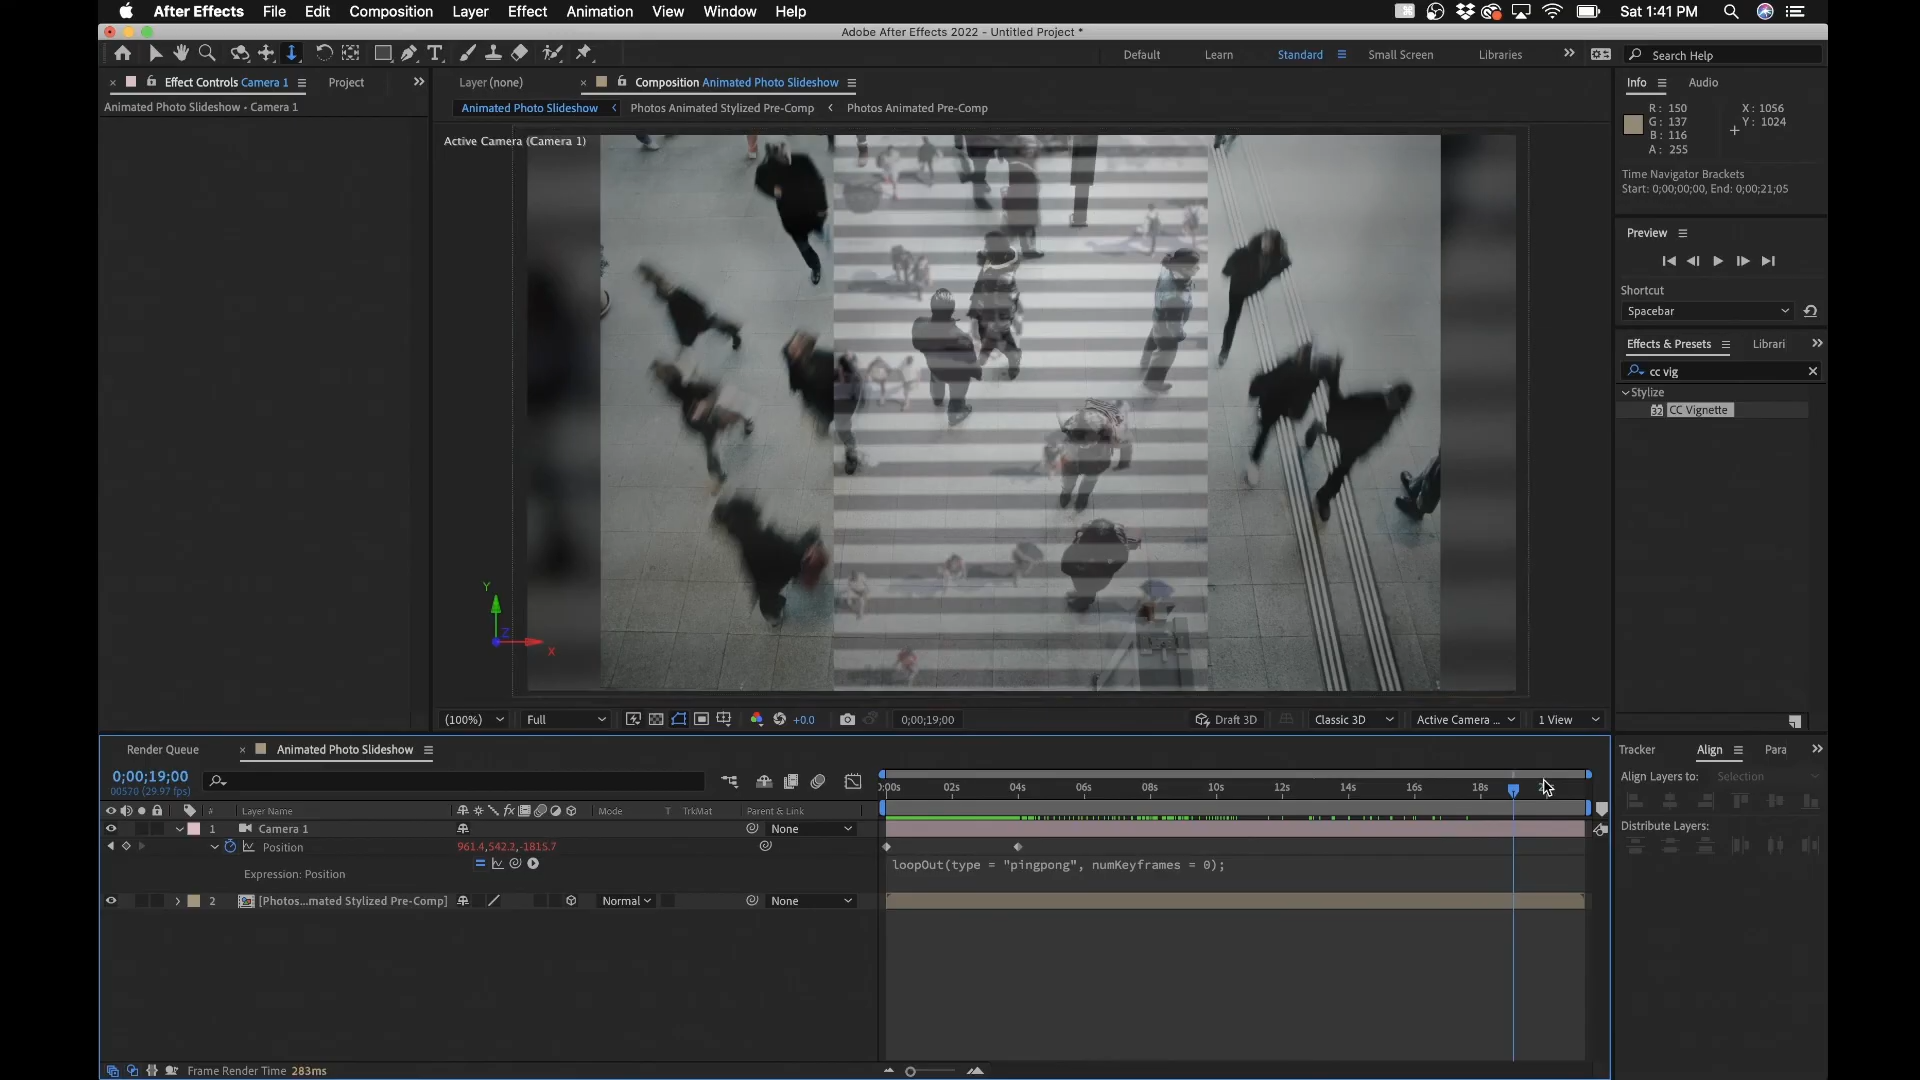 After Effects File Edit Composition Layer Effect Animation View Window Help Sat 1:41 PM
Adobe After Effects 2022 - Untitled Project *
Default Learn Standard Small Screen Libraries Search Help
Effect Controls Camera 1 Project
Layer (none) Composition Animated Photo Slideshow
Info Audio
Animated Photo Slideshow • Camera 1
Animated Photo Slideshow Photos Animated Stylized Pre-Comp Photos Animated Pre-Comp
R: 150 X: 1056
G: 137 Y: 1024
B: 116
A: 255
Active Camera (Camera 1)
Time Navigator Brackets
Start: 0;00;00;00, End: 0;00;21;05
Preview
Shortcut
Spacebar
Effects & Presets Librari
cc vig
Stylize
32 CC Vignette
Y
Z
X
(100%) Full +0.0 0;00;19;00 Draft 3D Classic 3D Active Camera ... 1 View
Render Queue Animated Photo Slideshow
Tracker Align Para
0;00;19;00
00570 (29.97 fps)
Align Layers to: Selection
0:00s 02s 04s 06s 08s 10s 12s 14s 16s 18s
# Layer Name fx Mode T TrkMat Parent & Link
Distribute Layers:
1 Camera 1 None
Position 961.4,542.2,-1815.7
loopOut(type = "pingpong", numKeyframes = 0);
Expression: Position
2 [Photos...mated Stylized Pre-Comp] Normal None
Frame Render Time 283ms